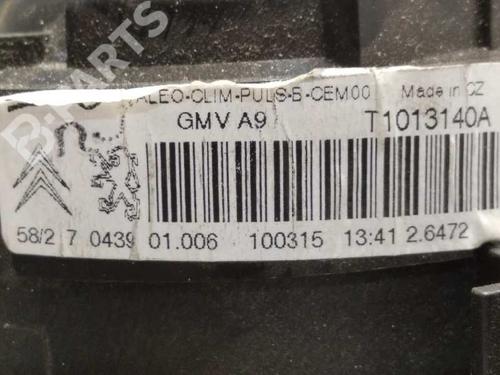 B-PARTS
ALEO-CLIM-PULS-B-CEM00 Made in CZ
GMV A9 T1013140A
58/2 7 0439 01.006 100315 13:41 2.6472